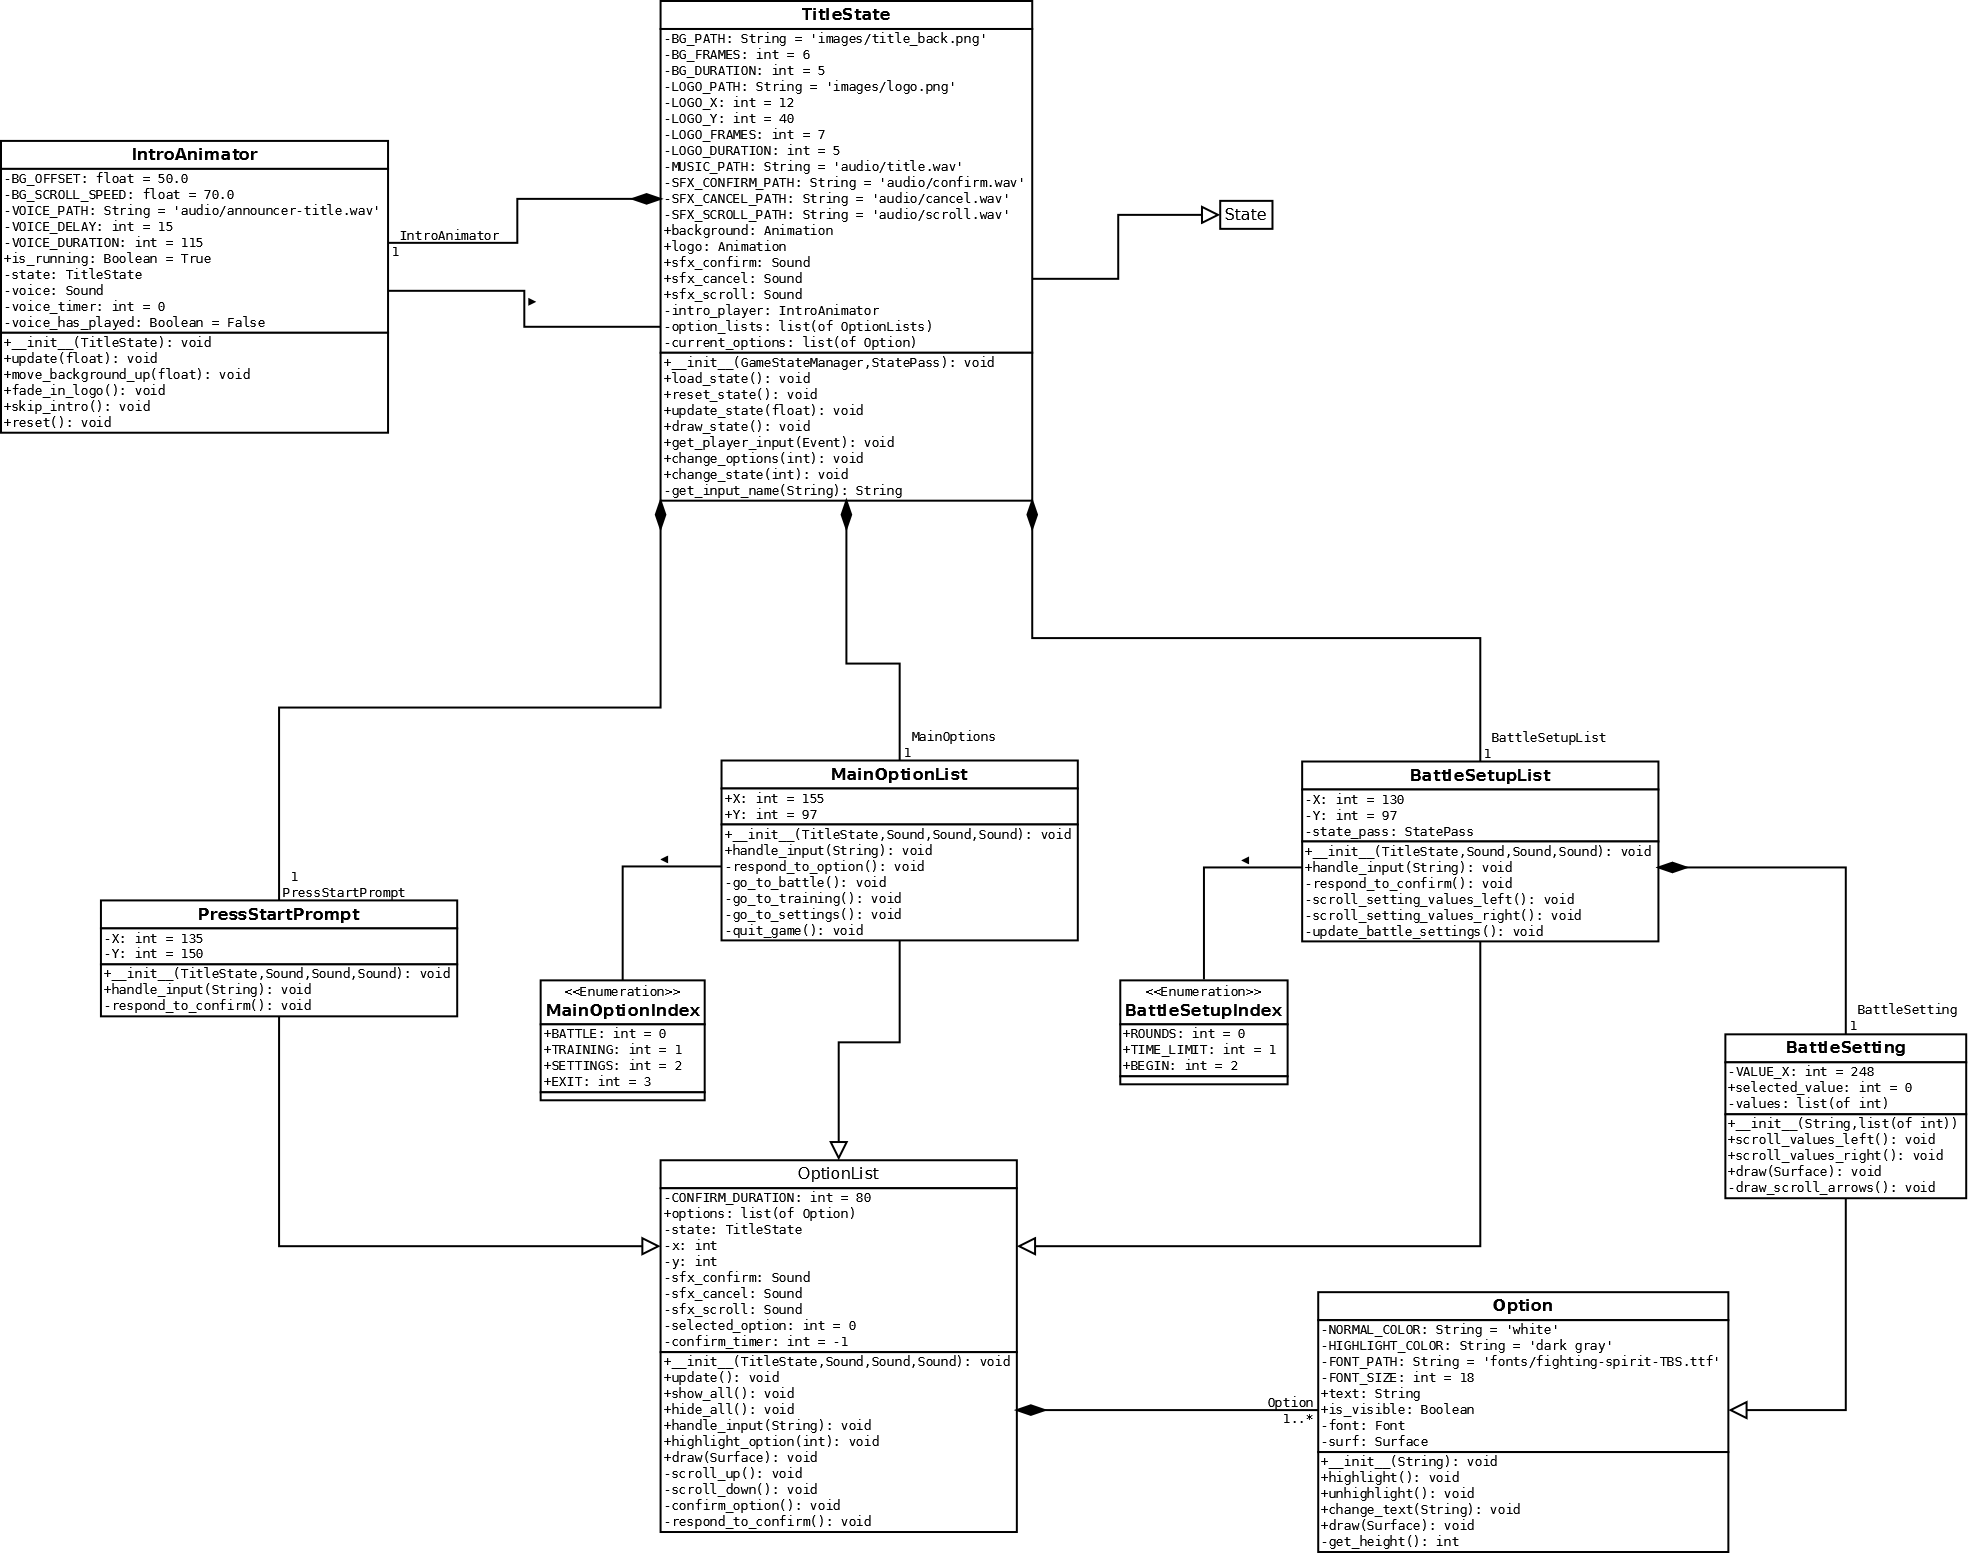 TitleState
-BG_PATH: String = 'images/title_back.png'
-BG_FRAMES: int = 6
-BG_DURATION: int = 5
-LOGO_PATH: String = 'images/logo.png'
-LOGO_X: int = 12
-LOGO_Y: int = 40
-LOGO_FRAMES: int = 7
-LOGO_DURATION: int = 5
-MUSIC_PATH: String = 'audio/title.wav'
-SFX_CONFIRM_PATH: String = 'audio/confirm.wav'
-SFX_CANCEL_PATH: String = 'audio/cancel.wav'
-SFX_SCROLL_PATH: String = 'audio/scroll.wav'
+background: Animation
+logo: Animation
+sfx_confirm: Sound
+sfx_cancel: Sound
+sfx_scroll: Sound
-intro_player: IntroAnimator
-option_lists: list(of OptionLists)
-current_options: list(of Option)
+__init__(GameStateManager,StatePass): void
+load_state(): void
+reset_state(): void
+update_state(float): void
+draw_state(): void
+get_player_input(Event): void
+change_options(int): void
+change_state(int): void
-get_input_name(String): String
IntroAnimator
-BG_OFFSET: float = 50.0
-BG_SCROLL_SPEED: float = 70.0
-VOICE_PATH: String = 'audio/announcer-title.wav'
-VOICE_DELAY: int = 15
-VOICE_DURATION: int = 115
+is_running: Boolean = True
-state: TitleState
-voice: Sound
-voice_timer: int = 0
-voice_has_played: Boolean = False
+__init__(TitleState): void
+update(float): void
+move_background_up(float): void
+fade_in_logo(): void
+skip_intro(): void
+reset(): void
IntroAnimator
1
State
MainOptions
1
BattleSetupList
1
1
PressStartPrompt
MainOptionList
+X: int = 155
+Y: int = 97
+__init__(TitleState,Sound,Sound,Sound): void
+handle_input(String): void
-respond_to_option(): void
-go_to_battle(): void
-go_to_training(): void
-go_to_settings(): void
-quit_game(): void
BattleSetupList
-X: int = 130
-Y: int = 97
-state_pass: StatePass
+__init__(TitleState,Sound,Sound,Sound): void
+handle_input(String): void
-respond_to_confirm(): void
-scroll_setting_values_left(): void
-scroll_setting_values_right(): void
-update_battle_settings(): void
PressStartPrompt
-X: int = 135
-Y: int = 150
+__init__(TitleState,Sound,Sound,Sound): void
+handle_input(String): void
-respond_to_confirm(): void
<<Enumeration>>
MainOptionIndex
+BATTLE: int = 0
+TRAINING: int = 1
+SETTINGS: int = 2
+EXIT: int = 3
<<Enumeration>>
BattleSetupIndex
+ROUNDS: int = 0
+TIME_LIMIT: int = 1
+BEGIN: int = 2
BattleSetting
1
BattleSetting
-VALUE_X: int = 248
+selected_value: int = 0
-values: list(of int)
+__init__(String,list(of int))
+scroll_values_left(): void
+scroll_values_right(): void
+draw(Surface): void
-draw_scroll_arrows(): void
OptionList
-CONFIRM_DURATION: int = 80
+options: list(of Option)
-state: TitleState
-x: int
-y: int
-sfx_confirm: Sound
-sfx_cancel: Sound
-sfx_scroll: Sound
-selected_option: int = 0
-confirm_timer: int = -1
+__init__(TitleState,Sound,Sound,Sound): void
+update(): void
+show_all(): void
+hide_all(): void
+handle_input(String): void
+highlight_option(int): void
+draw(Surface): void
-scroll_up(): void
-scroll_down(): void
-confirm_option(): void
-respond_to_confirm(): void
Option
1..*
Option
-NORMAL_COLOR: String = 'white'
-HIGHLIGHT_COLOR: String = 'dark gray'
-FONT_PATH: String = 'fonts/fighting-spirit-TBS.ttf'
-FONT_SIZE: int = 18
+text: String
+is_visible: Boolean
-font: Font
-surf: Surface
+__init__(String): void
+highlight(): void
+unhighlight(): void
+change_text(String): void
+draw(Surface): void
-get_height(): int